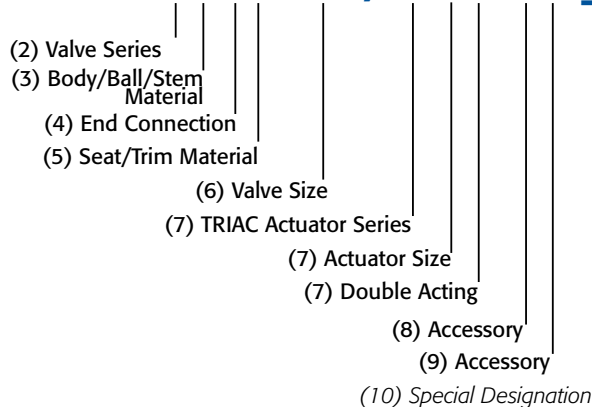 (2) Valve Series
(3) Body/Ball/Stem
Material
(4) End Connection
(5) Seat/Trim Material
(6) Valve Size
(7) TRIAC Actuator Series
(7) Actuator Size
(7) Double Acting
(8) Accessory
(9) Accessory
(10) Special Designation